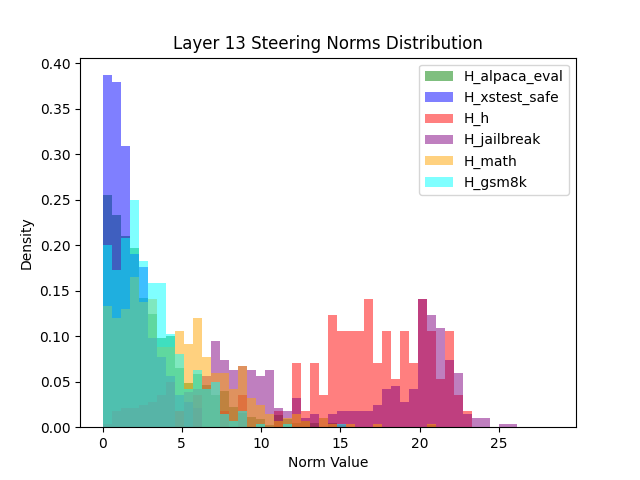 Layer 13 Steering Norms Distribution
0.40
0.35
0.30
0.25
0.20
0.15
0.10
0.05
0.00
Density
H_alpaca_eval
H_xstest_safe
H_h
H_jailbreak
H_math
H_gsm8k
0
5
10
15
20
25
Norm Value